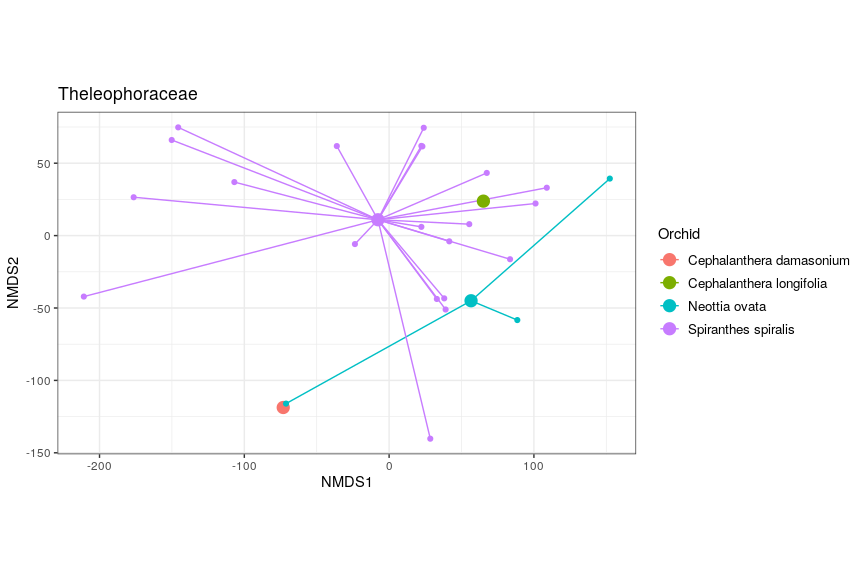 Theleophoraceae
50
0
-50
-100
-150
NMDS2
-200
-100
0
100
NMDS1
Orchid
Cephalanthera damasonium
Cephalanthera longifolia
Neottia ovata
Spiranthes spiralis